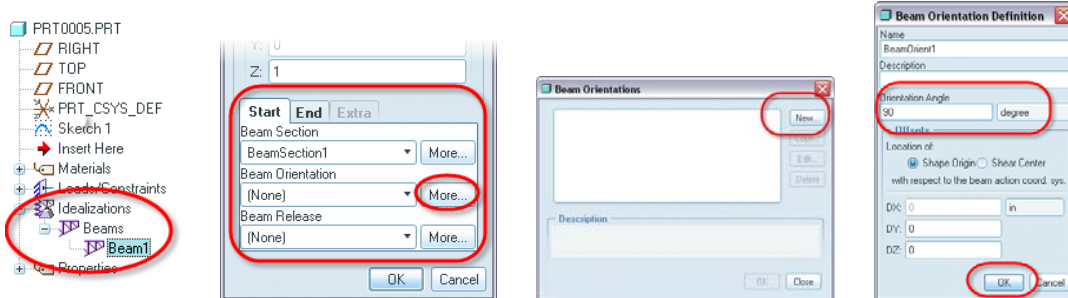 PRT0005.PRT
RIGHT
TOP
FRONT
PRT_CSYS_DEF
Sketch 1
Insert Here
Materials
Loads/Constraints
Idealizations
Beams
Beam1
Properties
Y: 0
Z: 1
Start End Extra
Beam Section
BeamSection1 More...
Beam Orientation
(None) More...
Beam Release
(None) More...
OK Cancel
Beam Orientations
New...
Copy...
Edit...
Delete
Description
OK Close
Beam Orientation Definition
Name
BeamOrient1
Description
Orientation Angle
90 degree
Offsets
Location of:
Shape Origin Shear Center
with respect to the beam action coord. sys.
DX: 0 in
DY: 0
DZ: 0
OK Cancel